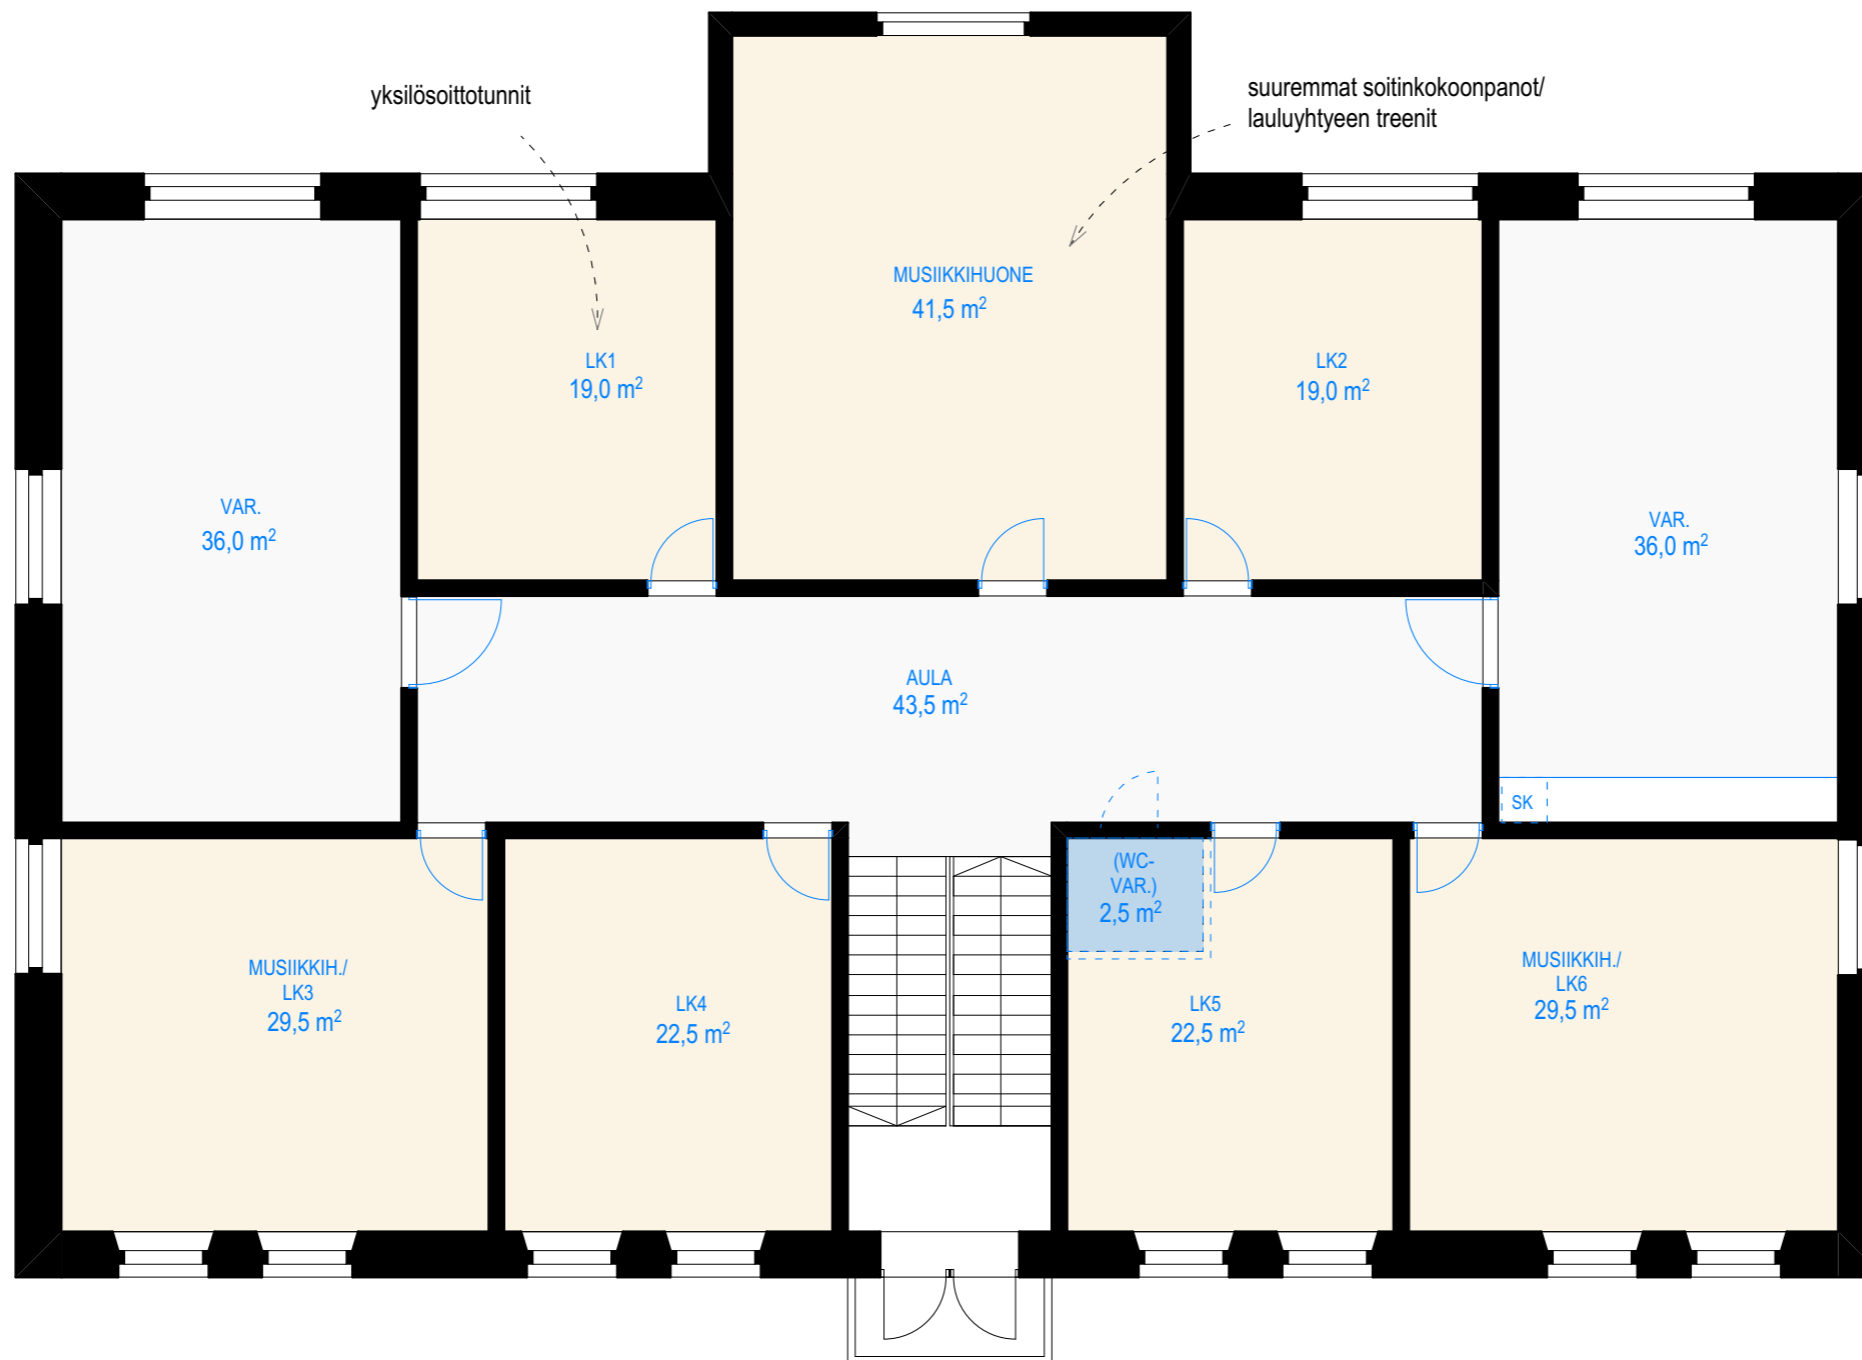 yksilösoittotunnit
suuremmat soitinkokoonpanot/
lauluyhtyeen treenit
MUSIIKKIHUONE
41,5 m²
LK1
19,0 m²
LK2
19,0 m²
VAR.
36,0 m²
VAR.
36,0 m²
AULA
43,5 m²
SK
(WC-
VAR.)
2,5 m²
MUSIIKKIH./
LK3
29,5 m²
LK4
22,5 m²
LK5
22,5 m²
MUSIIKKIH./
LK6
29,5 m²